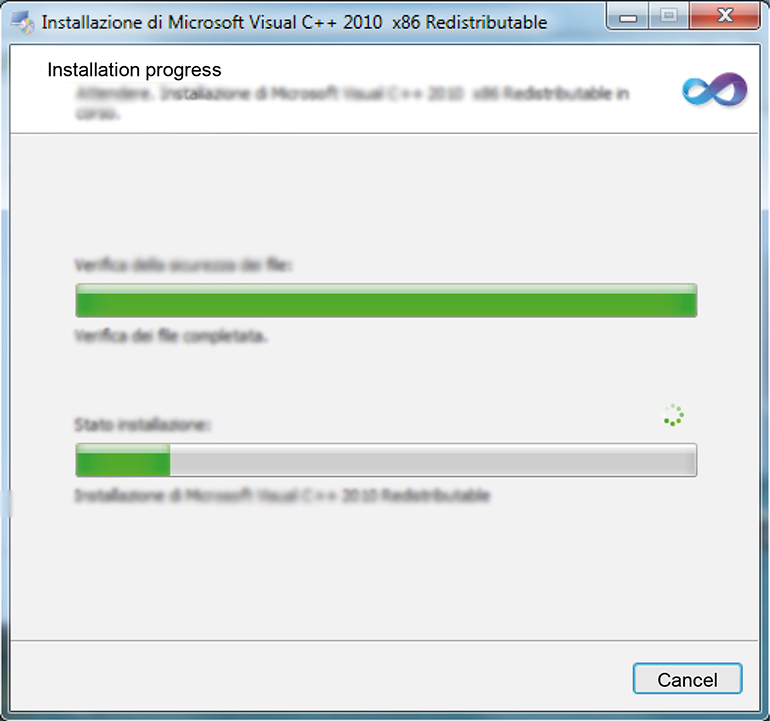 Installazione di Microsoft Visual C++ 2010 x86 Redistributable
Installation progress
Attendere. Installazione di Microsoft Visual C++ 2010 x86 Redistributable in
corso.
Verifica della sicurezza dei file:
Verifica dei file completata.
Stato installazione:
Installazione di Microsoft Visual C++ 2010 Redistributable
Cancel